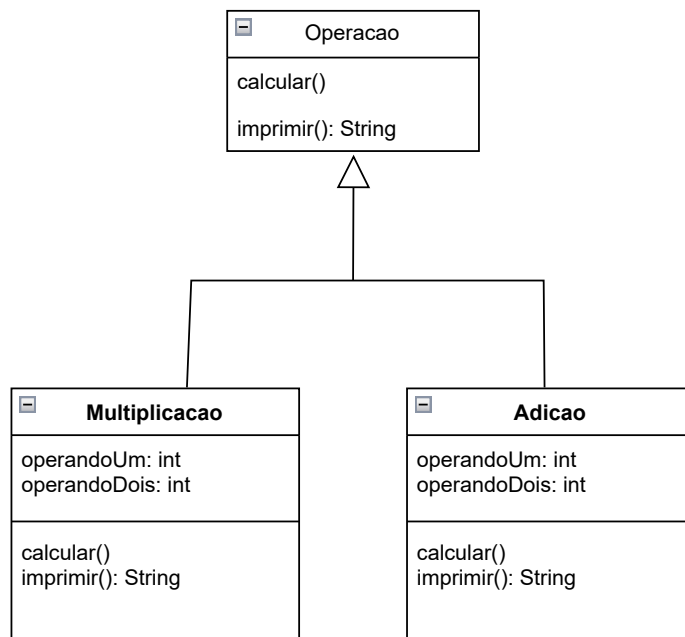 Operacao
calcular()
imprimir(): String
Multiplicacao
operandoUm: int
operandoDois: int
calcular()
imprimir(): String
Adicao
operandoUm: int
operandoDois: int
calcular()
imprimir(): String